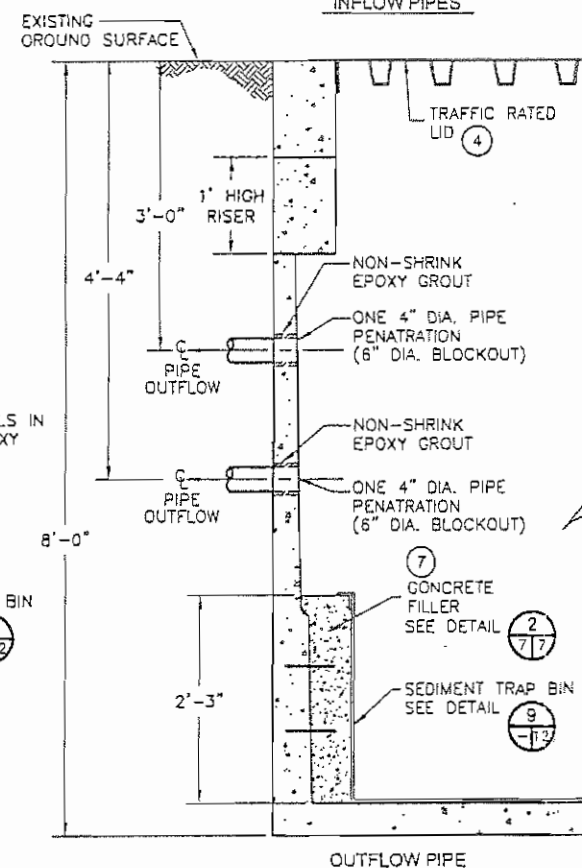 INFLOW PIPES
EXISTING
GROUND SURFACE
TRAFFIC RATED
LID 4
1' HIGH
RISER
3'-0"
4'-4"
NON-SHRINK
EPOXY GROUT
ONE 4" DIA. PIPE
PENATRATION
(6" DIA. BLOCKOUT)
PIPE
OUTFLOW
LS IN
XY
NON-SHRINK
EPOXY GROUT
ONE 4" DIA. PIPE
PENATRATION
(6" DIA. BLOCKOUT)
PIPE
OUTFLOW
8'-0"
7
CONCRETE
FILLER
SEE DETAIL
2
7 7
BIN
2
2'-3"
SEDIMENT TRAP BIN
SEE DETAIL
9
- 12
OUTFLOW PIPE